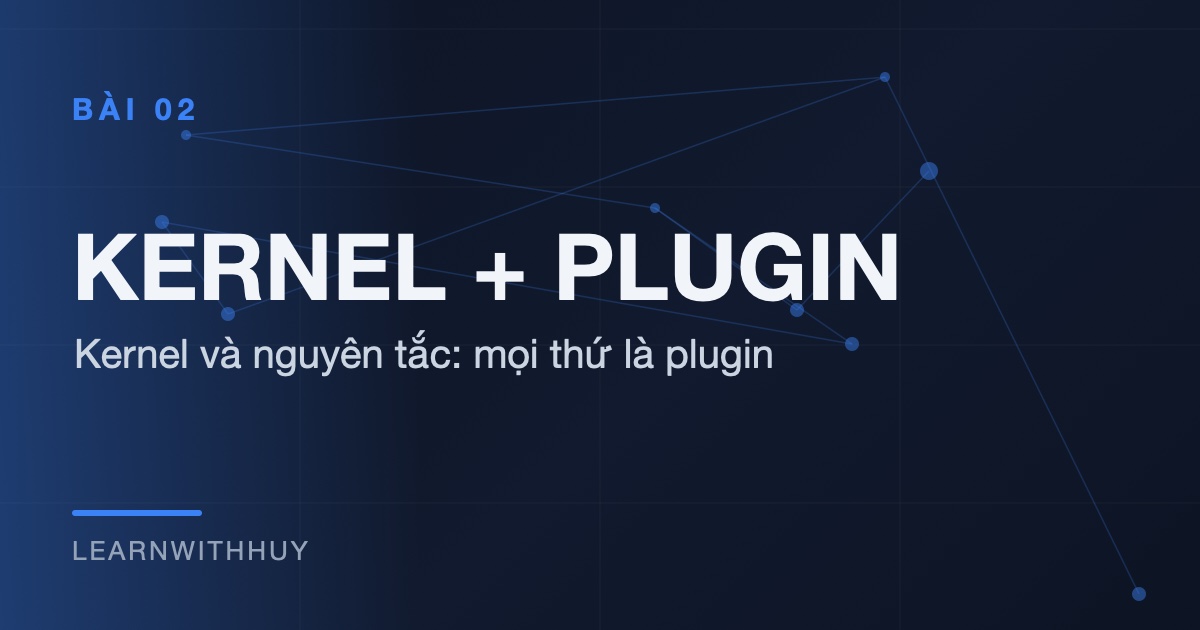 BÀI 02
KERNEL + PLUGIN
Kernel và nguyên tắc: mọi thứ là plugin
LEARNWITHHUY